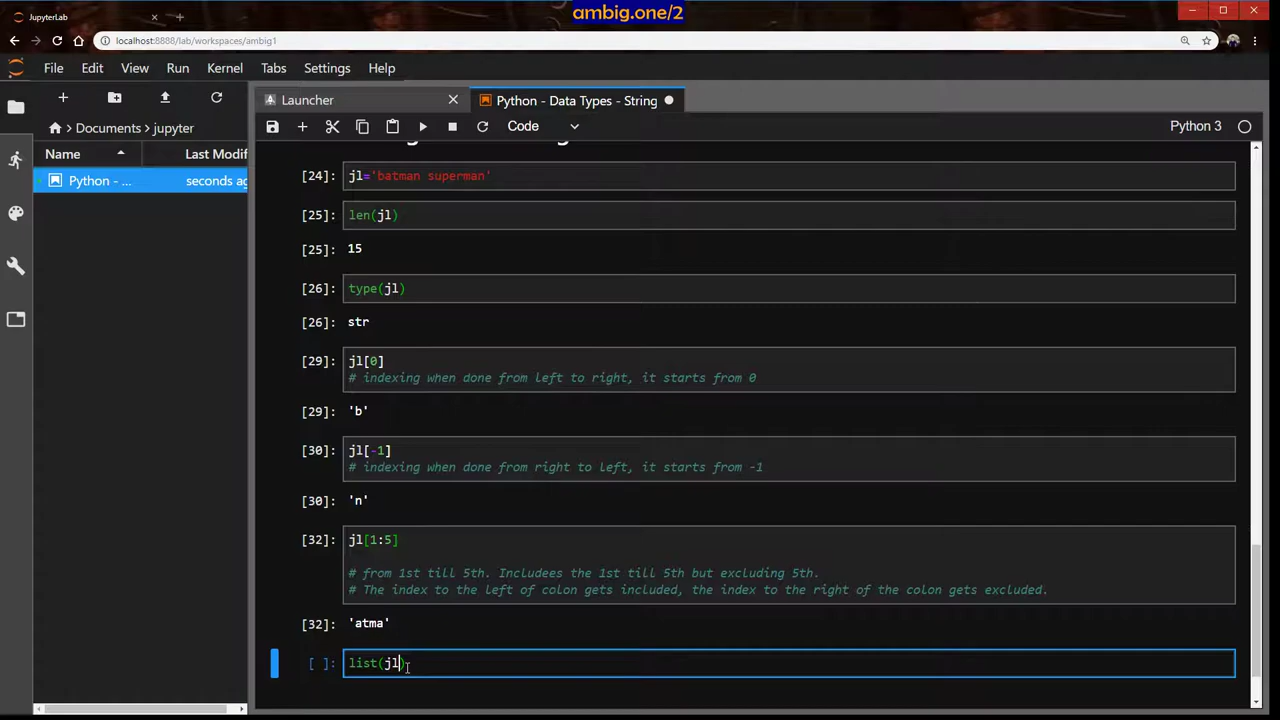 ambig.one/2
JupyterLab
localhost:8888/lab/workspaces/ambig1
File Edit View Run Kernel Tabs Settings Help
Launcher Python - Data Types - String
Documents jupyter
Code Python 3
Name Last Modif
Python - ... seconds ag
[24]: jl='batman superman'
[25]: len(jl)
[25]: 15
[26]: type(jl)
[26]: str
[29]: jl[0]
# indexing when done from left to right, it starts from 0
[29]: 'b'
[30]: jl[-1]
# indexing when done from right to left, it starts from -1
[30]: 'n'
[32]: jl[1:5]
# from 1st till 5th. Includees the 1st till 5th but excluding 5th.
# The index to the left of colon gets included, the index to the right of the colon gets excluded.
[32]: 'atma'
[ ]: list(jl)